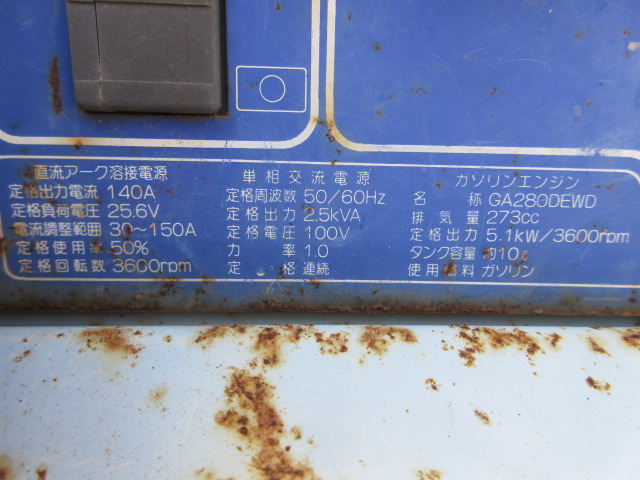 直流アーク溶接電源
定格出力電流 140A
定格負荷電圧 25.6V
電流調整範囲 30〜150A
定格使用率 50%
定格回転数 3600rpm
単相交流電源
定格周波数 50/60Hz
定格出力 2.5kVA
定格電圧 100V
力率 1.0
定格 連続
ガソリンエンジン
名称 GA280DEWD
排気量 273cc
定格出力 5.1kW/3600rpm
タンク容量 約10ℓ
使用燃料 ガソリン